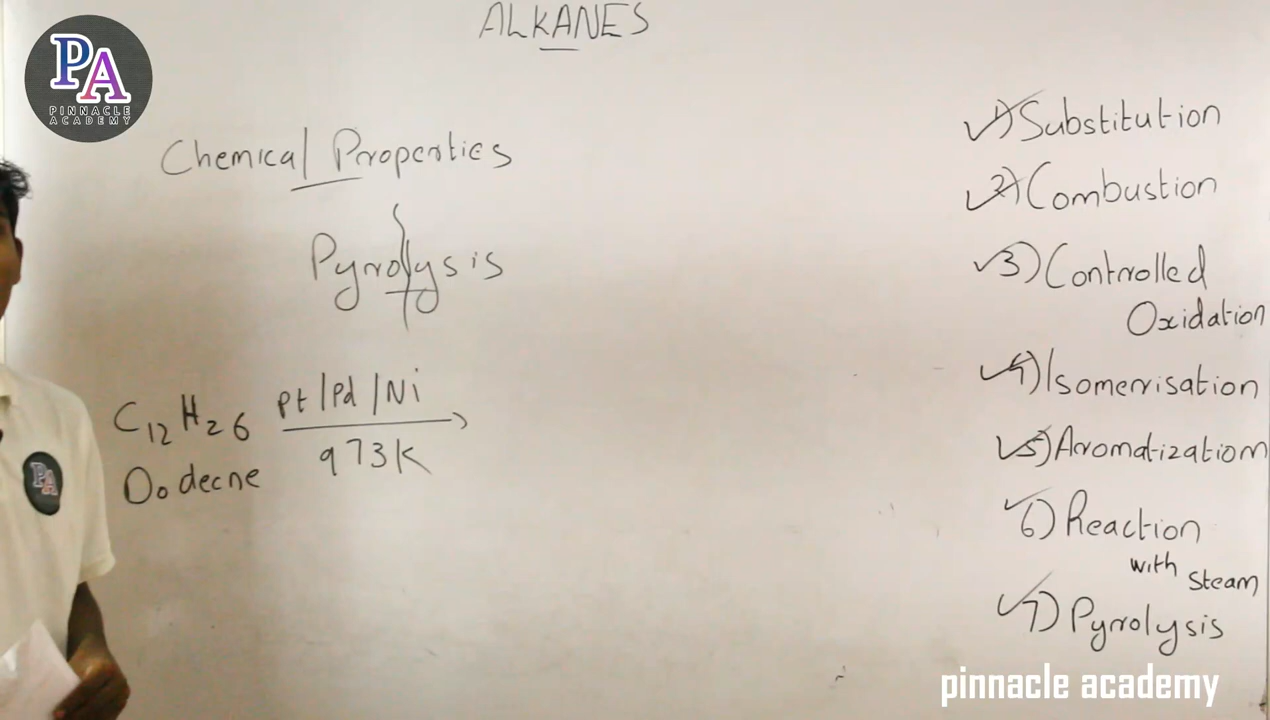 ALKANES
PA
PINNACLE
ACADEMY
Chemical Properties
Pyrolysis
C12H26 Pt/Pd/Ni
973K
Dodecne
1) Substitution
2) Combustion
3) Controlled
Oxidation
4) Isomerisation
5) Aromatization
6) Reaction
with Steam
7) Pyrolysis
PA
pinnacle academy